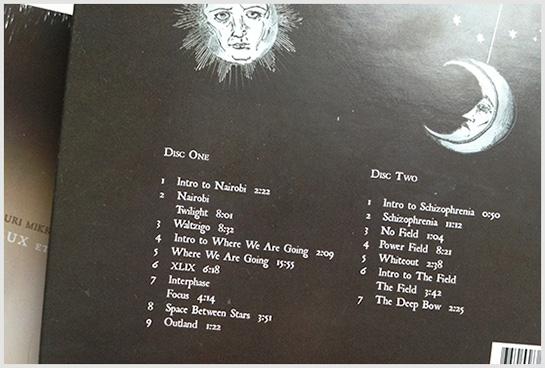 URI MIKR
UX ET
Disc One
1 Intro to Nairobi 2:22
2 Nairobi
Twilight 8:01
3 Waltzigo 8:32
4 Intro to Where We Are Going 2:09
5 Where We Are Going 15:55
6 XLIX 6:18
7 Interphase
Focus 4:14
8 Space Between Stars 3:51
9 Outland 1:22
Disc Two
1 Intro to Schizophrenia 0:50
2 Schizophrenia 11:12
3 No Field 1:04
4 Power Field 8:21
5 Whiteout 2:38
6 Intro to The Field
The Field 3:42
7 The Deep Bow 2:25